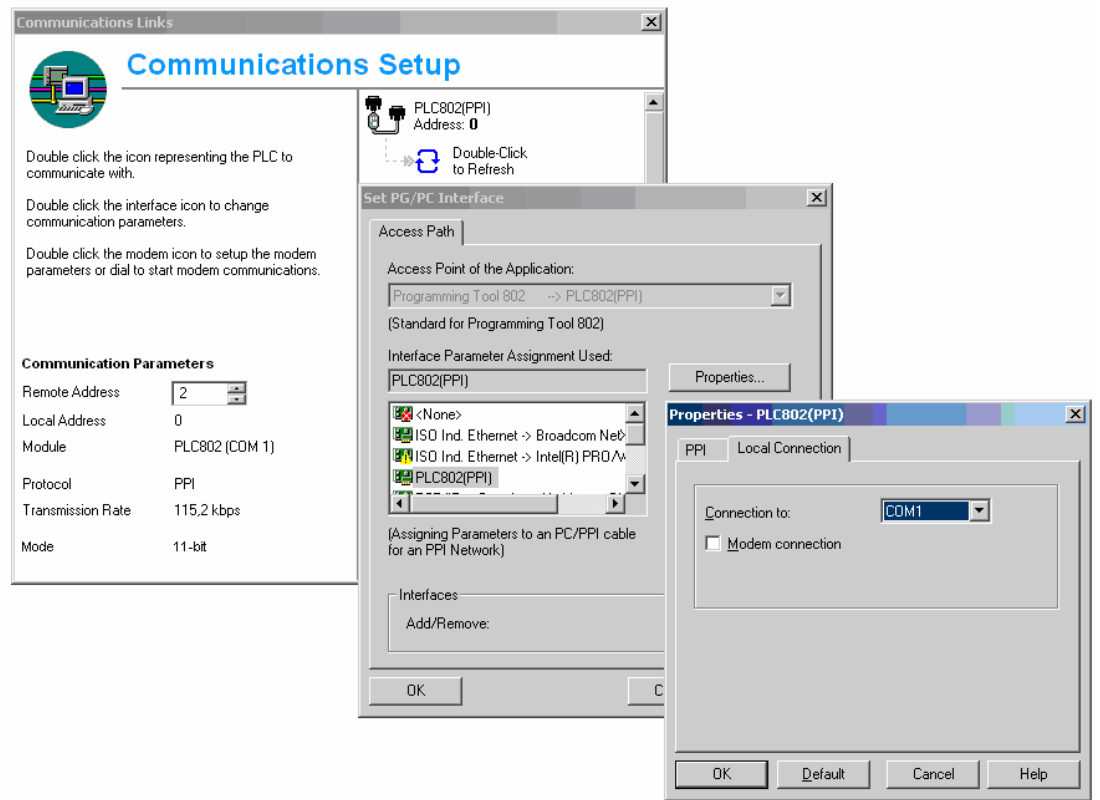 Communications Links
Communications Setup
PLC802(PPI)
Address: 0
Double-Click
to Refresh
Double click the icon representing the PLC to
communicate with.
Double click the interface icon to change
communication parameters.
Double click the modem icon to setup the modem
parameters or dial to start modem communications.
Communication Parameters
Remote Address 2
Local Address 0
Module PLC802 (COM 1)
Protocol PPI
Transmission Rate 115,2 kbps
Mode 11-bit
Set PG/PC Interface
Access Path
Access Point of the Application:
Programming Tool 802 --> PLC802(PPI)
(Standard for Programming Tool 802)
Interface Parameter Assignment Used:
PLC802(PPI)
Properties...
<None>
ISO Ind. Ethernet -> Broadcom Net
ISO Ind. Ethernet -> Intel(R) PRO/
PLC802(PPI)
(Assigning Parameters to an PC/PPI cable
for an PPI Network)
Interfaces
Add/Remove:
OK
Properties - PLC802(PPI)
PPI Local Connection
Connection to: COM1
Modem connection
OK Default Cancel Help